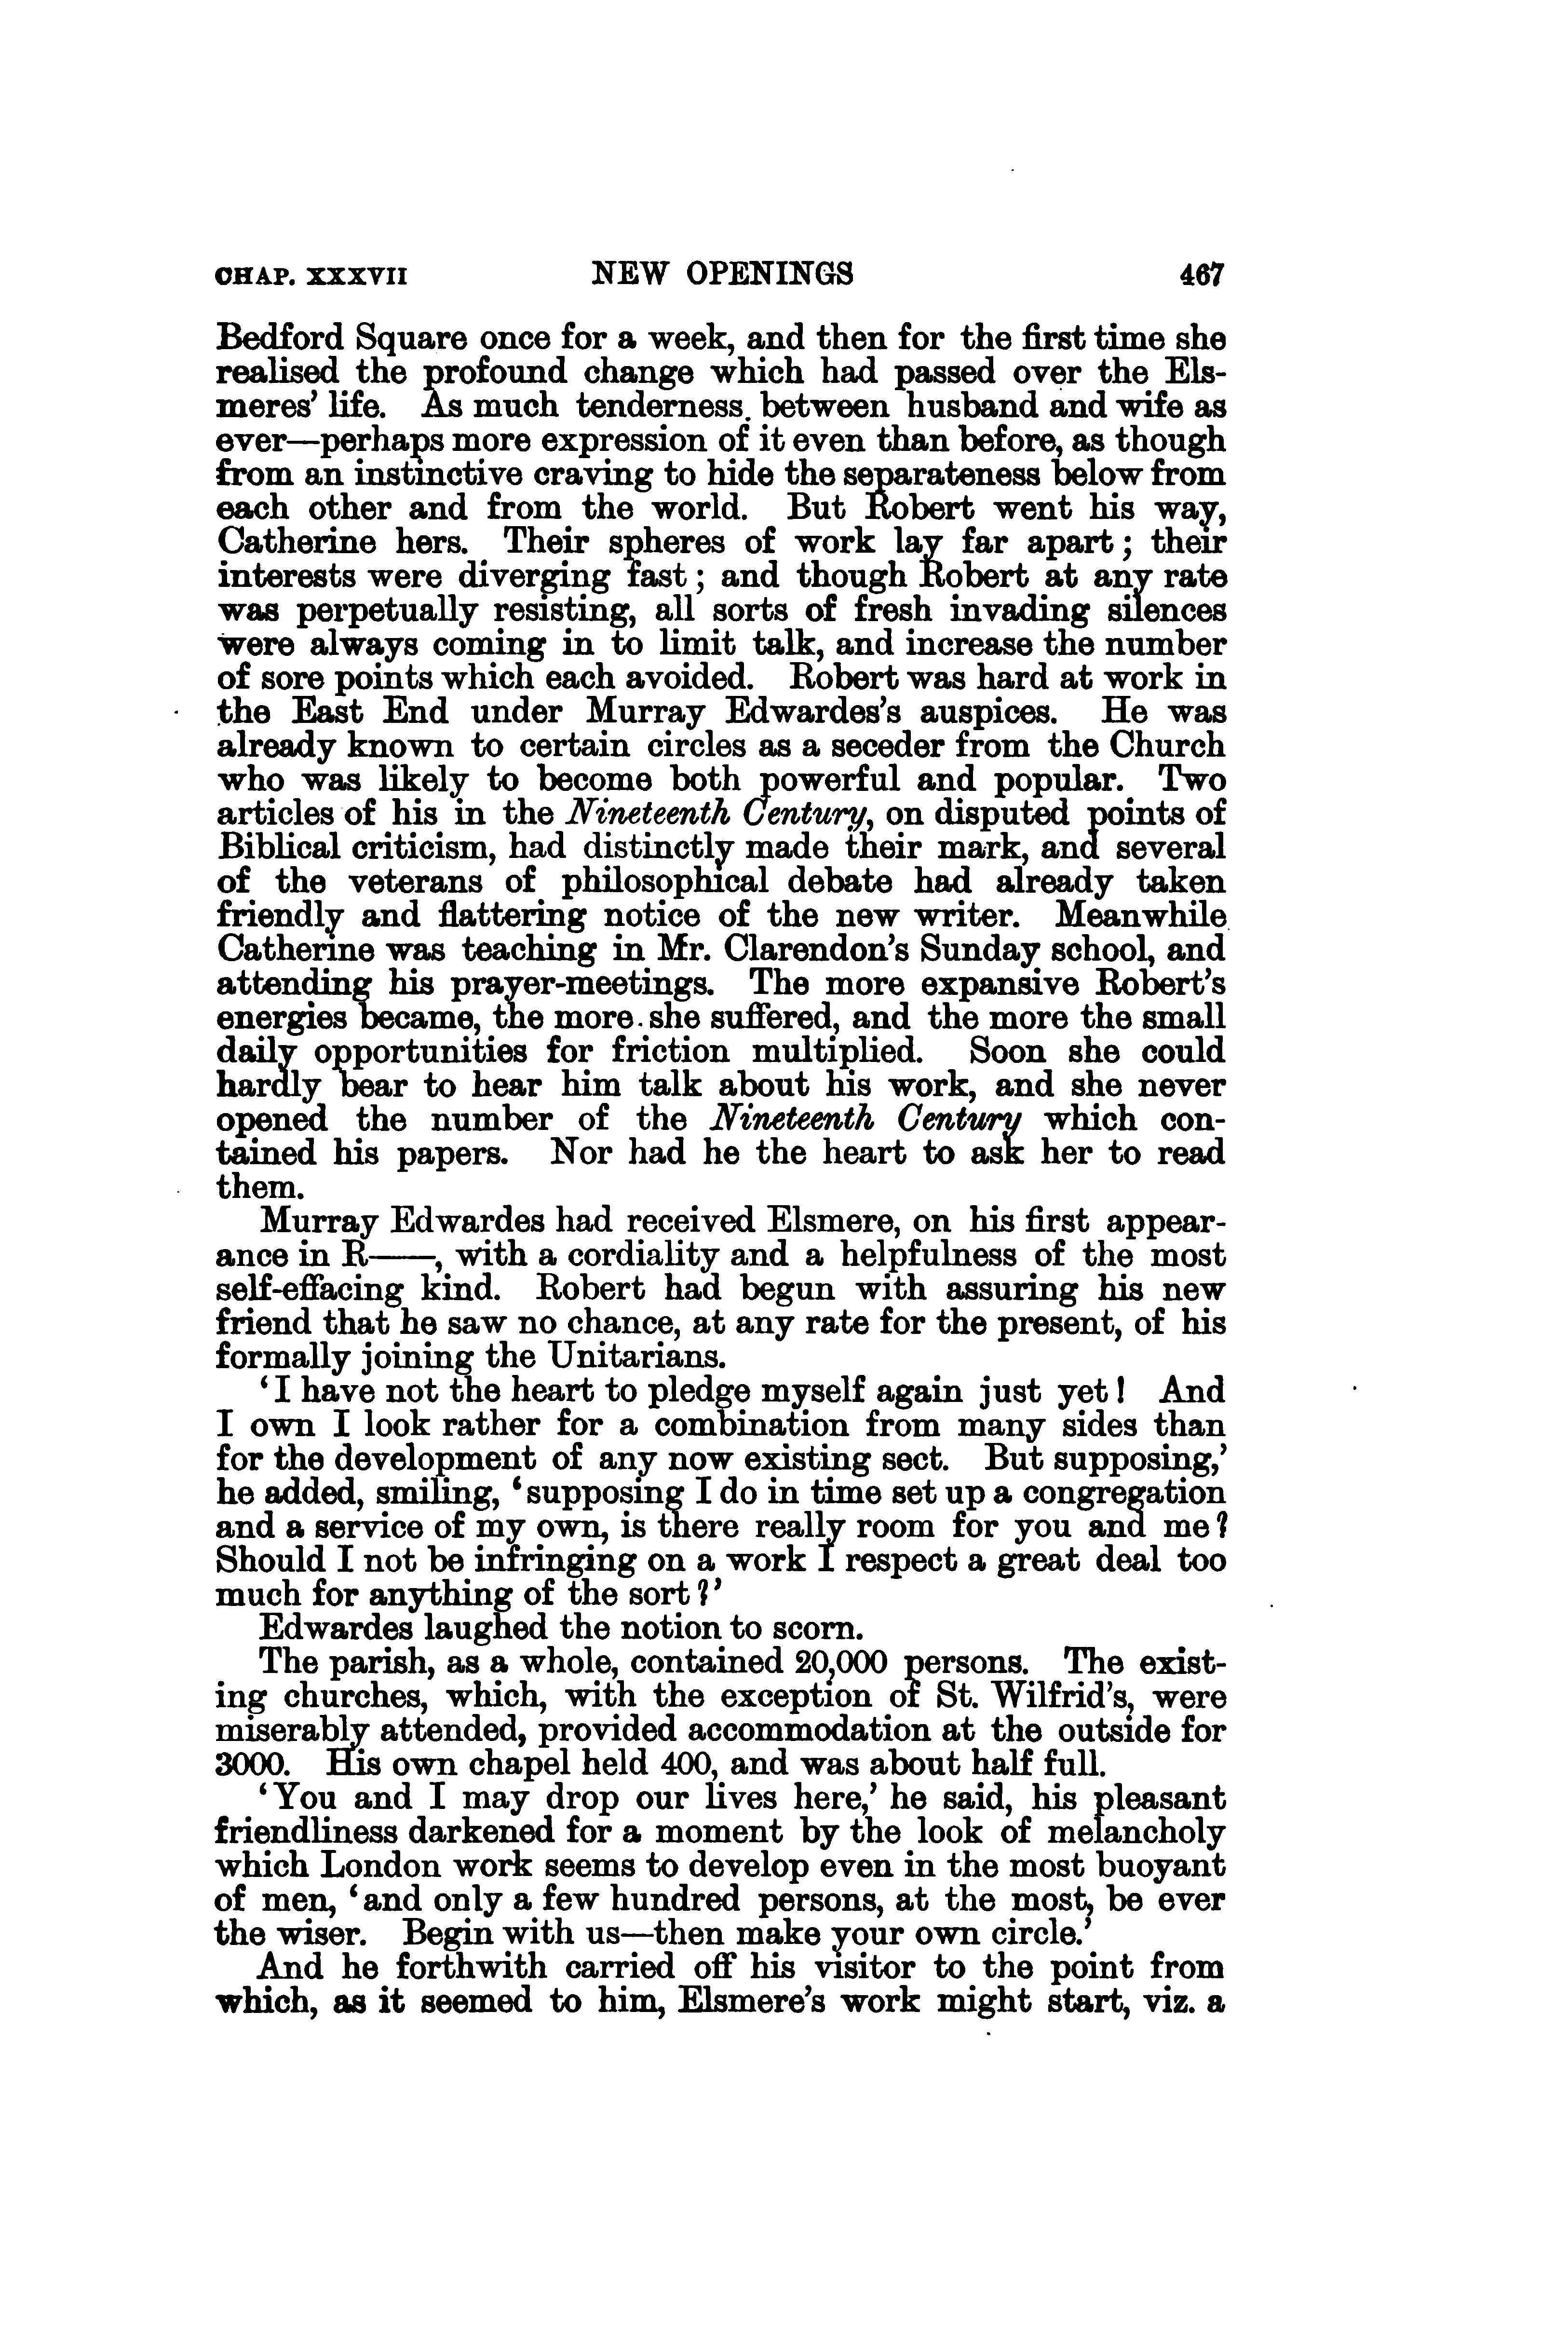 CHAP. XXXVII NEW OPENINGS 467
Bedford Square once for a week, and then for the first time she
realised the profound change which had passed over the Els-
meres' life. As much tenderness between husband and wife as
ever—perhaps more expression of it even than before, as though
from an instinctive craving to hide the separateness below from
each other and from the world. But Robert went his way,
Catherine hers. Their spheres of work lay far apart; their
interests were diverging fast; and though Robert at any rate
was perpetually resisting, all sorts of fresh invading silences
were always coming in to limit talk, and increase the number
of sore points which each avoided. Robert was hard at work in
the East End under Murray Edwardes's auspices. He was
already known to certain circles as a seceder from the Church
who was likely to become both powerful and popular. Two
articles of his in the Nineteenth Century, on disputed points of
Biblical criticism, had distinctly made their mark, and several
of the veterans of philosophical debate had already taken
friendly and flattering notice of the new writer. Meanwhile
Catherine was teaching in Mr. Clarendon's Sunday school, and
attending his prayer-meetings. The more expansive Robert's
energies became, the more she suffered, and the more the small
daily opportunities for friction multiplied. Soon she could
hardly bear to hear him talk about his work, and she never
opened the number of the Nineteenth Century which con-
tained his papers. Nor had he the heart to ask her to read
them.
Murray Edwardes had received Elsmere, on his first appear-
ance in R——, with a cordiality and a helpfulness of the most
self-effacing kind. Robert had begun with assuring his new
friend that he saw no chance, at any rate for the present, of his
formally joining the Unitarians.
'I have not the heart to pledge myself again just yet! And
I own I look rather for a combination from many sides than
for the development of any now existing sect. But supposing,'
he added, smiling, 'supposing I do in time set up a congregation
and a service of my own, is there really room for you and me?
Should I not be infringing on a work I respect a great deal too
much for anything of the sort?'
Edwardes laughed the notion to scorn.
The parish, as a whole, contained 20,000 persons. The exist-
ing churches, which, with the exception of St. Wilfrid's, were
miserably attended, provided accommodation at the outside for
3000. His own chapel held 400, and was about half full.
'You and I may drop our lives here,' he said, his pleasant
friendliness darkened for a moment by the look of melancholy
which London work seems to develop even in the most buoyant
of men, 'and only a few hundred persons, at the most, be ever
the wiser. Begin with us—then make your own circle.'
And he forthwith carried off his visitor to the point from
which, as it seemed to him, Elsmere's work might start, viz. a